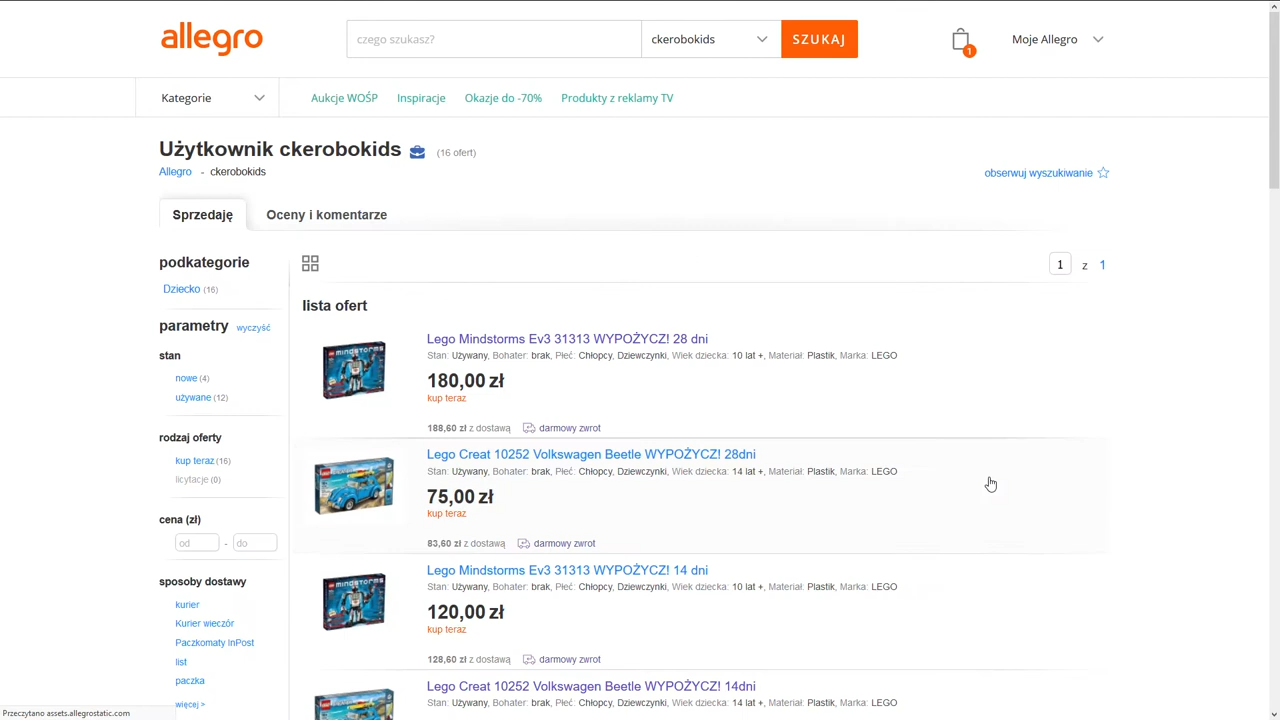 allegro
czego szukasz?
ckerobokids
SZUKAJ
1
Moje Allegro
Kategorie
Aukcje WOŚP
Inspiracje
Okazje do -70%
Produkty z reklamy TV
Użytkownik ckerobokids (16 ofert)
Allegro - ckerobokids
obserwuj wyszukiwanie
Sprzedaję
Oceny i komentarze
podkategorie
Dziecko (16)
parametry wyczyść
stan
nowe (4)
używane (12)
rodzaj oferty
kup teraz (16)
licytacje (0)
cena (zł)
od - do
sposoby dostawy
kurier
Kurier wieczór
Paczkomaty InPost
list
paczka
więcej >
1 z 1
lista ofert
MINDSTORMS
Lego Mindstorms Ev3 31313 WYPOŻYCZ! 28 dni
Stan: Używany, Bohater: brak, Płeć: Chłopcy, Dziewczynki, Wiek dziecka: 10 lat +, Materiał: Plastik, Marka: LEGO
180,00 zł
kup teraz
188,60 zł z dostawą darmowy zwrot
Lego Creat 10252 Volkswagen Beetle WYPOŻYCZ! 28dni
Stan: Używany, Bohater: brak, Płeć: Chłopcy, Dziewczynki, Wiek dziecka: 14 lat +, Materiał: Plastik, Marka: LEGO
75,00 zł
kup teraz
83,60 zł z dostawą darmowy zwrot
MINDSTORMS
Lego Mindstorms Ev3 31313 WYPOŻYCZ! 14 dni
Stan: Używany, Bohater: brak, Płeć: Chłopcy, Dziewczynki, Wiek dziecka: 10 lat +, Materiał: Plastik, Marka: LEGO
120,00 zł
kup teraz
128,60 zł z dostawą darmowy zwrot
Lego Creat 10252 Volkswagen Beetle WYPOŻYCZ! 14dni
Stan: Używany, Bohater: brak, Płeć: Chłopcy, Dziewczynki, Wiek dziecka: 14 lat +, Materiał: Plastik, Marka: LEGO
Przeczytano assets.allegrostatic.com